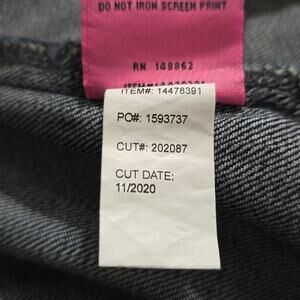 DO NOT IRON SCREEN PRINT
RN 148862
ITEM#: 14478391
PO#: 1593737
CUT#: 202087
CUT DATE:
11/2020